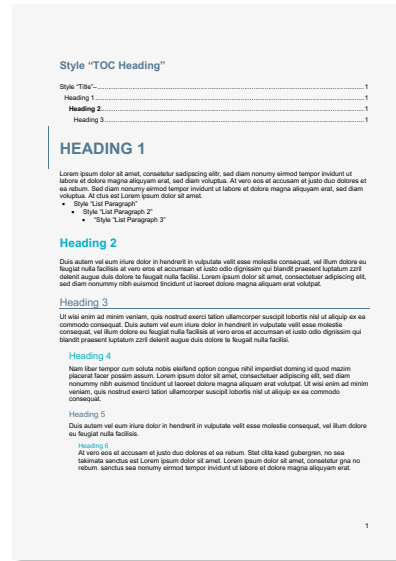 Style “TOC Heading”
Style “Title”–........................................................................ 1
Heading 1........................................................................ 1
Heading 2........................................................................ 1
Heading 3........................................................................ 1
HEADING 1
Lorem ipsum dolor sit amet, consetetur sadipscing elitr, sed diam nonumy eirmod tempor invidunt ut
labore et dolore magna aliquyam erat, sed diam voluptua. At vero eos et accusam et justo duo dolores et
ea rebum. Sed diam nonumy eirmod tempor invidunt ut labore et dolore magna aliquyam erat, sed diam
voluptua. At ctus est Lorem ipsum dolor sit amet.
• Style “List Paragraph”
• Style “List Paragraph 2”
• “Style “List Paragraph 3”
Heading 2
Duis autem vel eum iriure dolor in hendrerit in vulputate velit esse molestie consequat, vel illum dolore eu
feugiat nulla facilisis at vero eros et accumsan et iusto odio dignissim qui blandit praesent luptatum zzril
delenit augue duis dolore te feugait nulla facilisi. Lorem ipsum dolor sit amet, consectetuer adipiscing elit,
sed diam nonummy nibh euismod tincidunt ut laoreet dolore magna aliquam erat volutpat.
Heading 3
Ut wisi enim ad minim veniam, quis nostrud exerci tation ullamcorper suscipit lobortis nisl ut aliquip ex ea
commodo consequat. Duis autem vel eum iriure dolor in hendrerit in vulputate velit esse molestie
consequat, vel illum dolore eu feugiat nulla facilisis at vero eros et accumsan et iusto odio dignissim qui
blandit praesent luptatum zzril delenit augue duis dolore te feugait nulla facilisi.
Heading 4
Nam liber tempor cum soluta nobis eleifend option congue nihil imperdiet doming id quod mazim
placerat facer possim assum. Lorem ipsum dolor sit amet, consectetuer adipiscing elit, sed diam
nonummy nibh euismod tincidunt ut laoreet dolore magna aliquam erat volutpat. Ut wisi enim ad minim
veniam, quis nostrud exerci tation ullamcorper suscipit lobortis nisl ut aliquip ex ea commodo
consequat.
Heading 5
Duis autem vel eum iriure dolor in hendrerit in vulputate velit esse molestie consequat, vel illum dolore
eu feugiat nulla facilisis.
Heading 6
At vero eos et accusam et justo duo dolores et ea rebum. Stet clita kasd gubergren, no sea
takimata sanctus est Lorem ipsum dolor sit amet, consetetur gna no
rebum. sanctus sea nonumy eirmod tempor invidunt ut labore et dolore magna aliquyam erat.
1